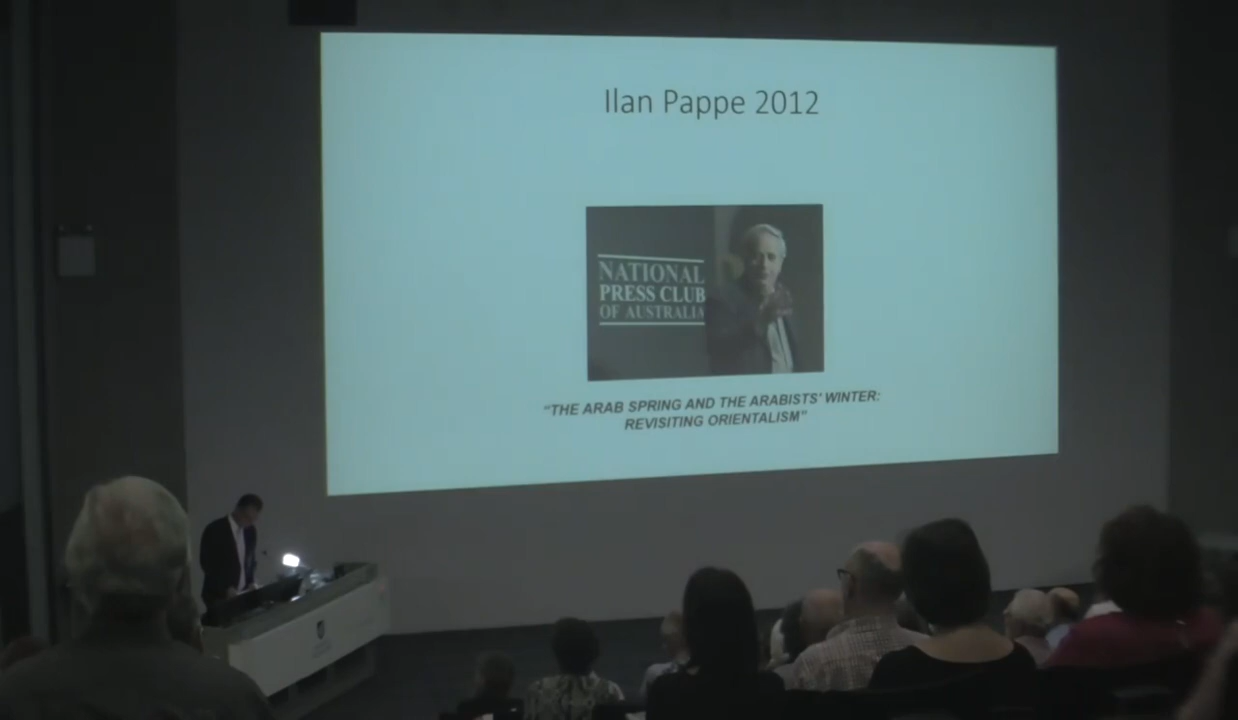 Ilan Pappe 2012
NATIONAL
PRESS CLUB
OF AUSTRALIA
“THE ARAB SPRING AND THE ARABISTS’ WINTER:
REVISITING ORIENTALISM”